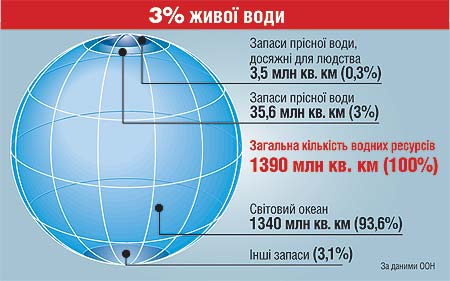 3% живої води
Запаси прісної води,
досяжні для людства
3,5 млн кв. км (0,3%)
Запаси прісної води
35,6 млн кв. км (3%)
Загальна кількість водних ресурсів
1390 млн кв. км (100%)
Світовий океан
1340 млн кв. км (93,6%)
Інші запаси (3,1%)
За даними ООН